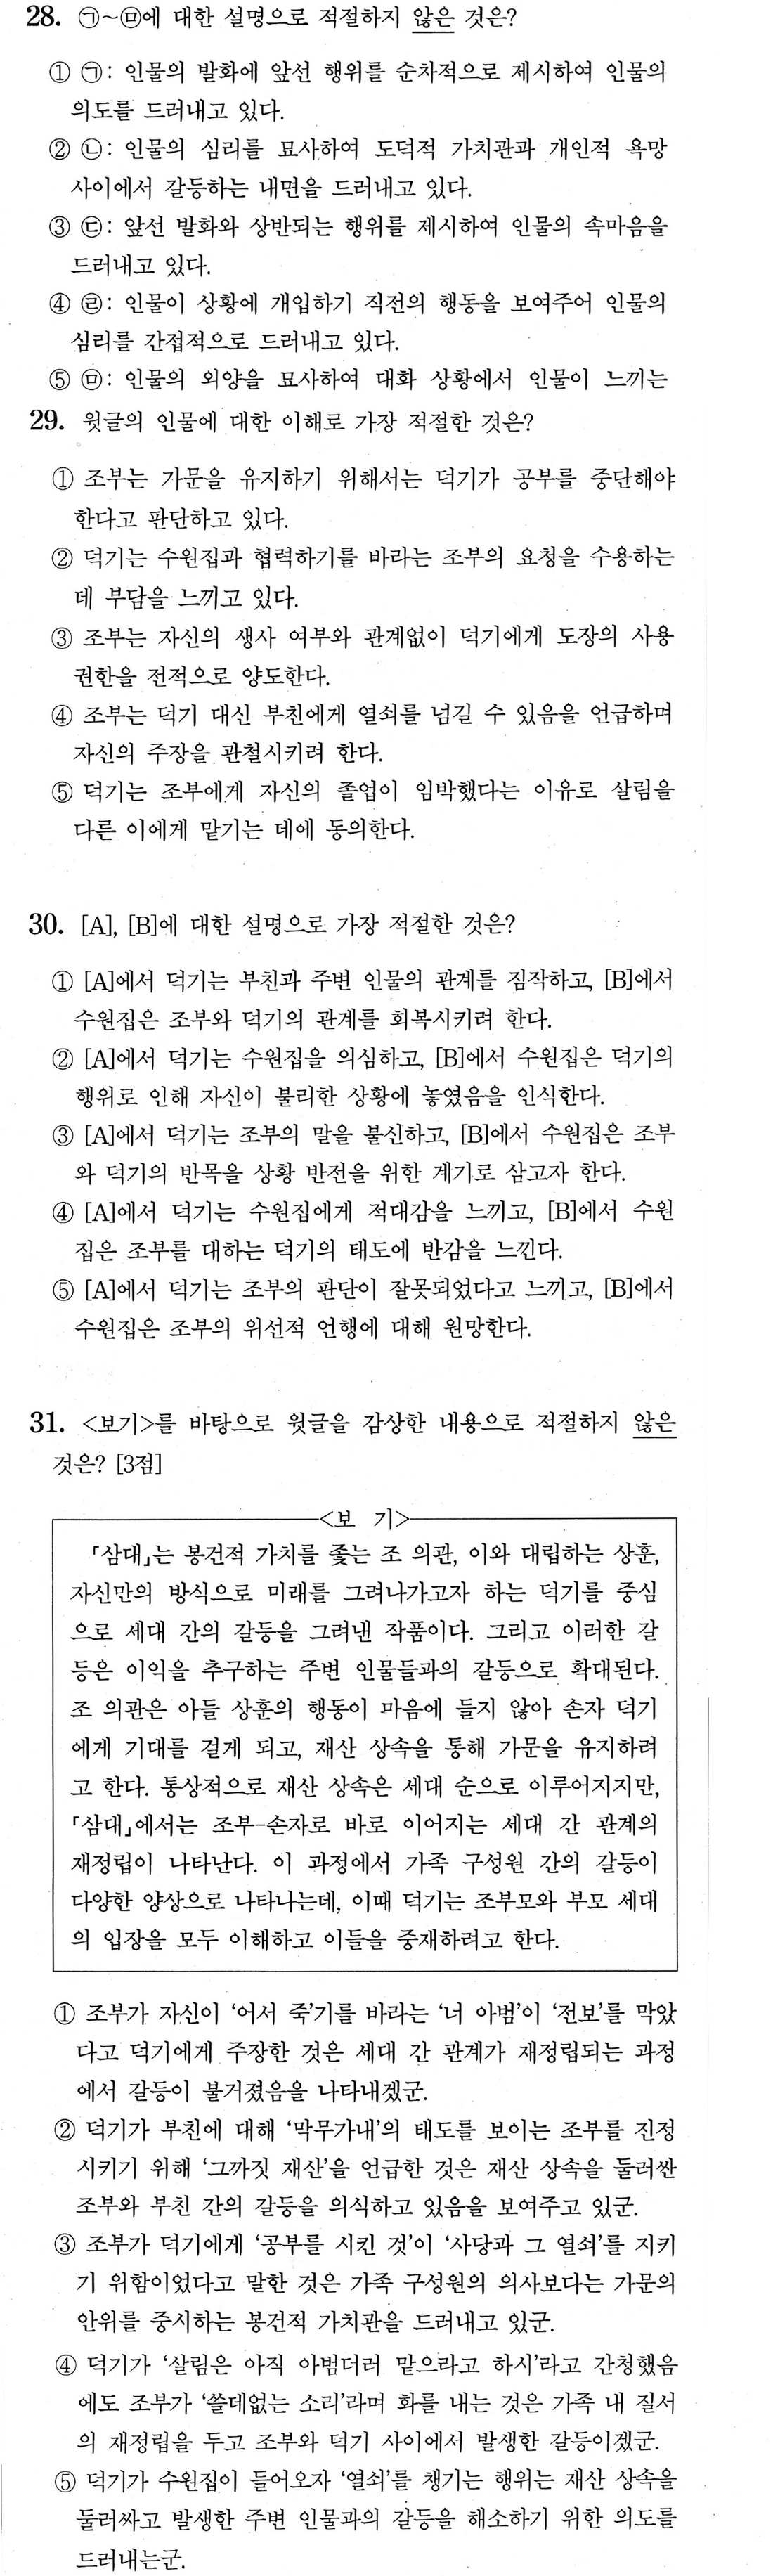 28. ㉠~㉤에 대한 설명으로 적절하지 않은 것은?
① ㉠: 인물의 발화에 앞선 행위를 순차적으로 제시하여 인물의
의도를 드러내고 있다.
② ㉡: 인물의 심리를 묘사하여 도덕적 가치관과 개인적 욕망
사이에서 갈등하는 내면을 드러내고 있다.
③ ㉢: 앞선 발화와 상반되는 행위를 제시하여 인물의 속마음을
드러내고 있다.
④ ㉣: 인물이 상황에 개입하기 직전의 행동을 보여주어 인물의
심리를 간접적으로 드러내고 있다.
⑤ ㉤: 인물의 외양을 묘사하여 대화 상황에서 인물이 느끼는
29. 윗글의 인물에 대한 이해로 가장 적절한 것은?
① 조부는 가문을 유지하기 위해서는 덕기가 공부를 중단해야
한다고 판단하고 있다.
② 덕기는 수원집과 협력하기를 바라는 조부의 요청을 수용하는
데 부담을 느끼고 있다.
③ 조부는 자신의 생사 여부와 관계없이 덕기에게 도장의 사용
권한을 전적으로 양도한다.
④ 조부는 덕기 대신 부친에게 열쇠를 넘길 수 있음을 언급하며
자신의 주장을 관철시키려 한다.
⑤ 덕기는 조부에게 자신의 졸업이 임박했다는 이유로 살림을
다른 이에게 맡기는 데에 동의한다.
30. [A], [B]에 대한 설명으로 가장 적절한 것은?
① [A]에서 덕기는 부친과 주변 인물의 관계를 짐작하고, [B]에서
수원집은 조부와 덕기의 관계를 회복시키려 한다.
② [A]에서 덕기는 수원집을 의심하고, [B]에서 수원집은 덕기의
행위로 인해 자신이 불리한 상황에 놓였음을 인식한다.
③ [A]에서 덕기는 조부의 말을 불신하고, [B]에서 수원집은 조부
와 덕기의 반목을 상황 반전을 위한 계기로 삼고자 한다.
④ [A]에서 덕기는 수원집에게 적대감을 느끼고, [B]에서 수원
집은 조부를 대하는 덕기의 태도에 반감을 느낀다.
⑤ [A]에서 덕기는 조부의 판단이 잘못되었다고 느끼고, [B]에서
수원집은 조부의 위선적 언행에 대해 원망한다.
31. <보기>를 바탕으로 윗글을 감상한 내용으로 적절하지 않은
것은? [3점]
<보 기>
「삼대」는 봉건적 가치를 좇는 조 의관, 이와 대립하는 상훈,
자신만의 방식으로 미래를 그려나가고자 하는 덕기를 중심
으로 세대 간의 갈등을 그려낸 작품이다. 그리고 이러한 갈
등은 이익을 추구하는 주변 인물들과의 갈등으로 확대된다.
조 의관은 아들 상훈의 행동이 마음에 들지 않아 손자 덕기
에게 기대를 걸게 되고, 재산 상속을 통해 가문을 유지하려
고 한다. 통상적으로 재산 상속은 세대 순으로 이루어지지만,
「삼대」에서는 조부-손자로 바로 이어지는 세대 간 관계의
재정립이 나타난다. 이 과정에서 가족 구성원 간의 갈등이
다양한 양상으로 나타나는데, 이때 덕기는 조부모와 부모 세대
의 입장을 모두 이해하고 이들을 중재하려고 한다.
① 조부가 자신이 ‘어서 죽’기를 바라는 ‘너 아범’이 ‘전보’를 막았
다고 덕기에게 주장한 것은 세대 간 관계가 재정립되는 과정
에서 갈등이 불거졌음을 나타내겠군.
② 덕기가 부친에 대해 ‘막무가내’의 태도를 보이는 조부를 진정
시키기 위해 ‘그까짓 재산’을 언급한 것은 재산 상속을 둘러싼
조부와 부친 간의 갈등을 의식하고 있음을 보여주고 있군.
③ 조부가 덕기에게 ‘공부를 시킨 것’이 ‘사당과 그 열쇠’를 지키
기 위함이었다고 말한 것은 가족 구성원의 의사보다는 가문의
안위를 중시하는 봉건적 가치관을 드러내고 있군.
④ 덕기가 ‘살림은 아직 아범더러 맡으라고 하시’라고 간청했음
에도 조부가 ‘쓸데없는 소리’라며 화를 내는 것은 가족 내 질서
의 재정립을 두고 조부와 덕기 사이에서 발생한 갈등이겠군.
⑤ 덕기가 수원집이 들어오자 ‘열쇠’를 챙기는 행위는 재산 상속을
둘러싸고 발생한 주변 인물과의 갈등을 해소하기 위한 의도를
드러내는군.